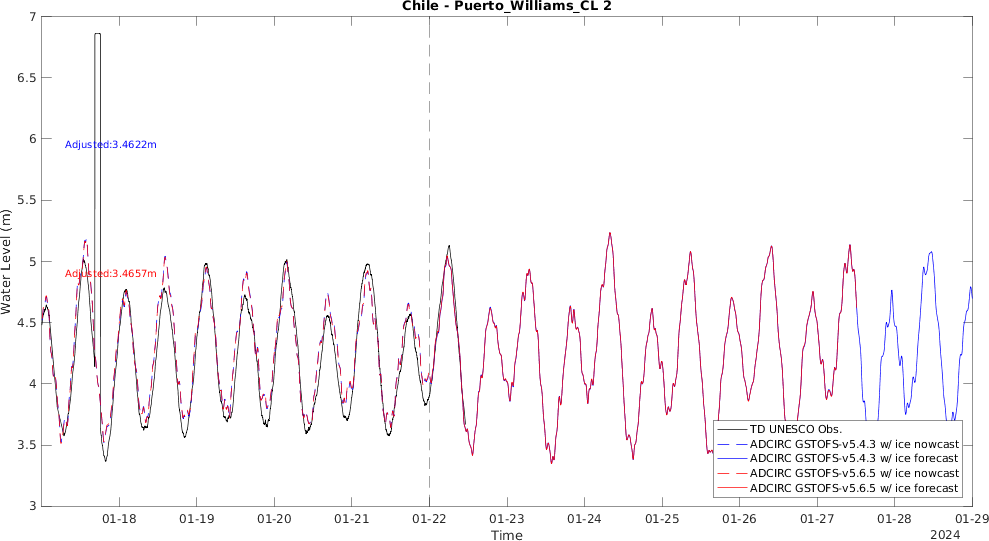 Chile - Puerto_Williams_CL 2
Water Level (m)
7
6.5
6
5.5
5
4.5
4
3.5
3
Adjusted:3.4622m
Adjusted:3.4657m
TD UNESCO Obs.
ADCIRC GSTOFS-v5.4.3 w/ ice nowcast
ADCIRC GSTOFS-v5.4.3 w/ ice forecast
ADCIRC GSTOFS-v5.6.5 w/ ice nowcast
ADCIRC GSTOFS-v5.6.5 w/ ice forecast
01-18 01-19 01-20 01-21 01-22 01-23 01-24 01-25 01-26 01-27 01-28 01-29
Time
2024